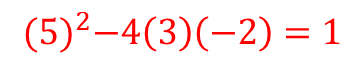 (5)²−4(3)(−2) = 1